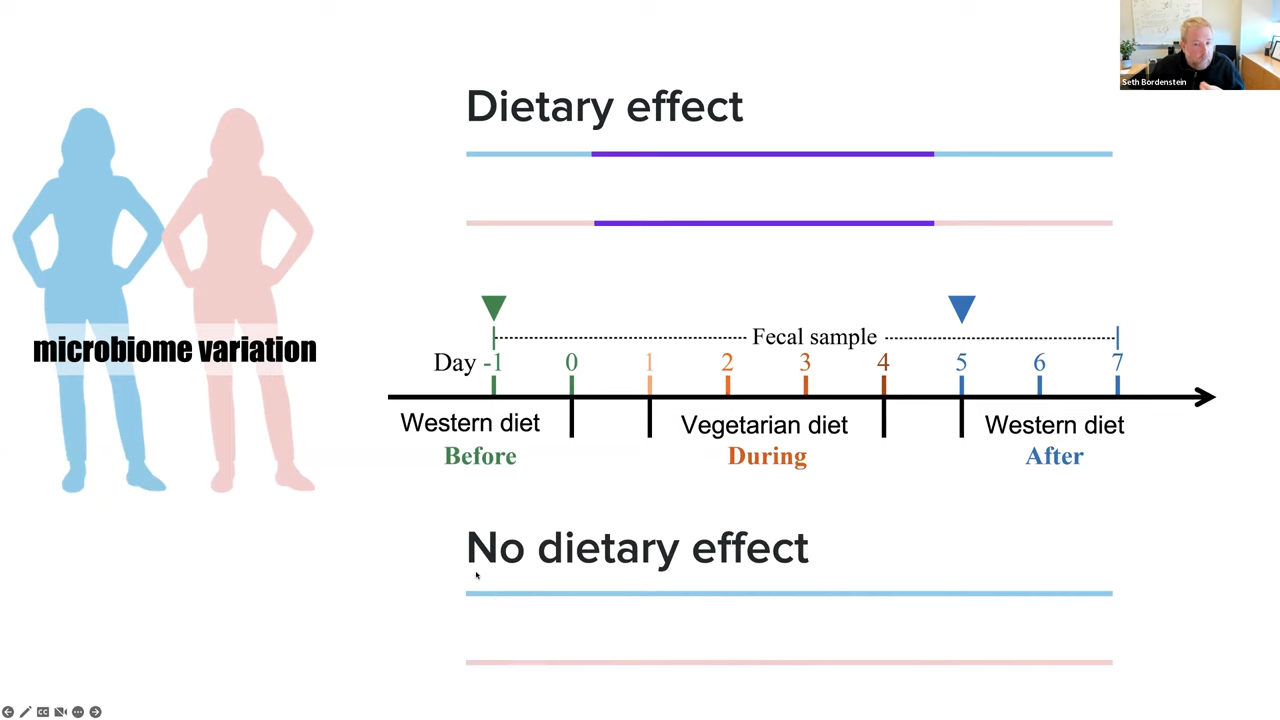 Seth Bordenstein
Dietary effect
microbiome variation
Fecal sample
Day -1 0 1 2 3 4 5 6 7
Western diet Vegetarian diet Western diet
Before During After
No dietary effect
CC